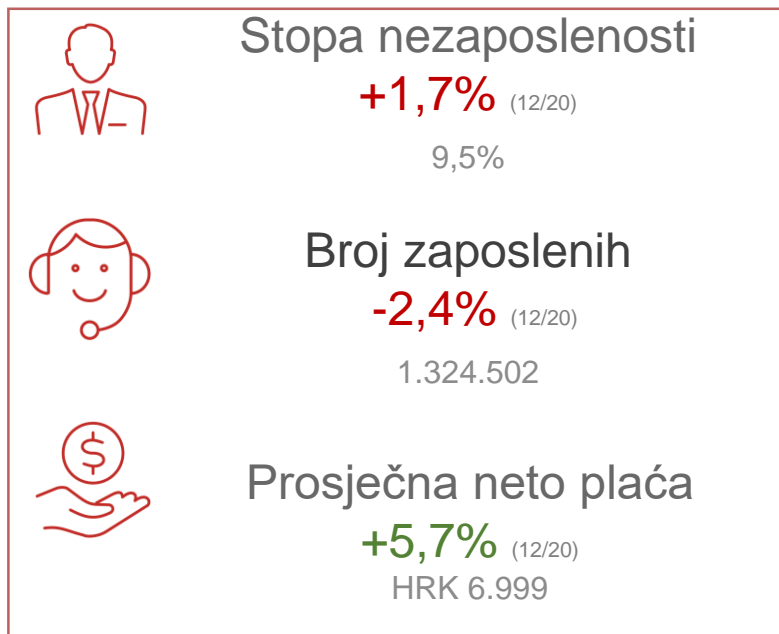 Stopa nezaposlenosti
+1,7% (12/20)
9,5%
Broj zaposlenih
-2,4% (12/20)
1.324.502
$
Prosječna neto plaća
+5,7% (12/20)
HRK 6.999